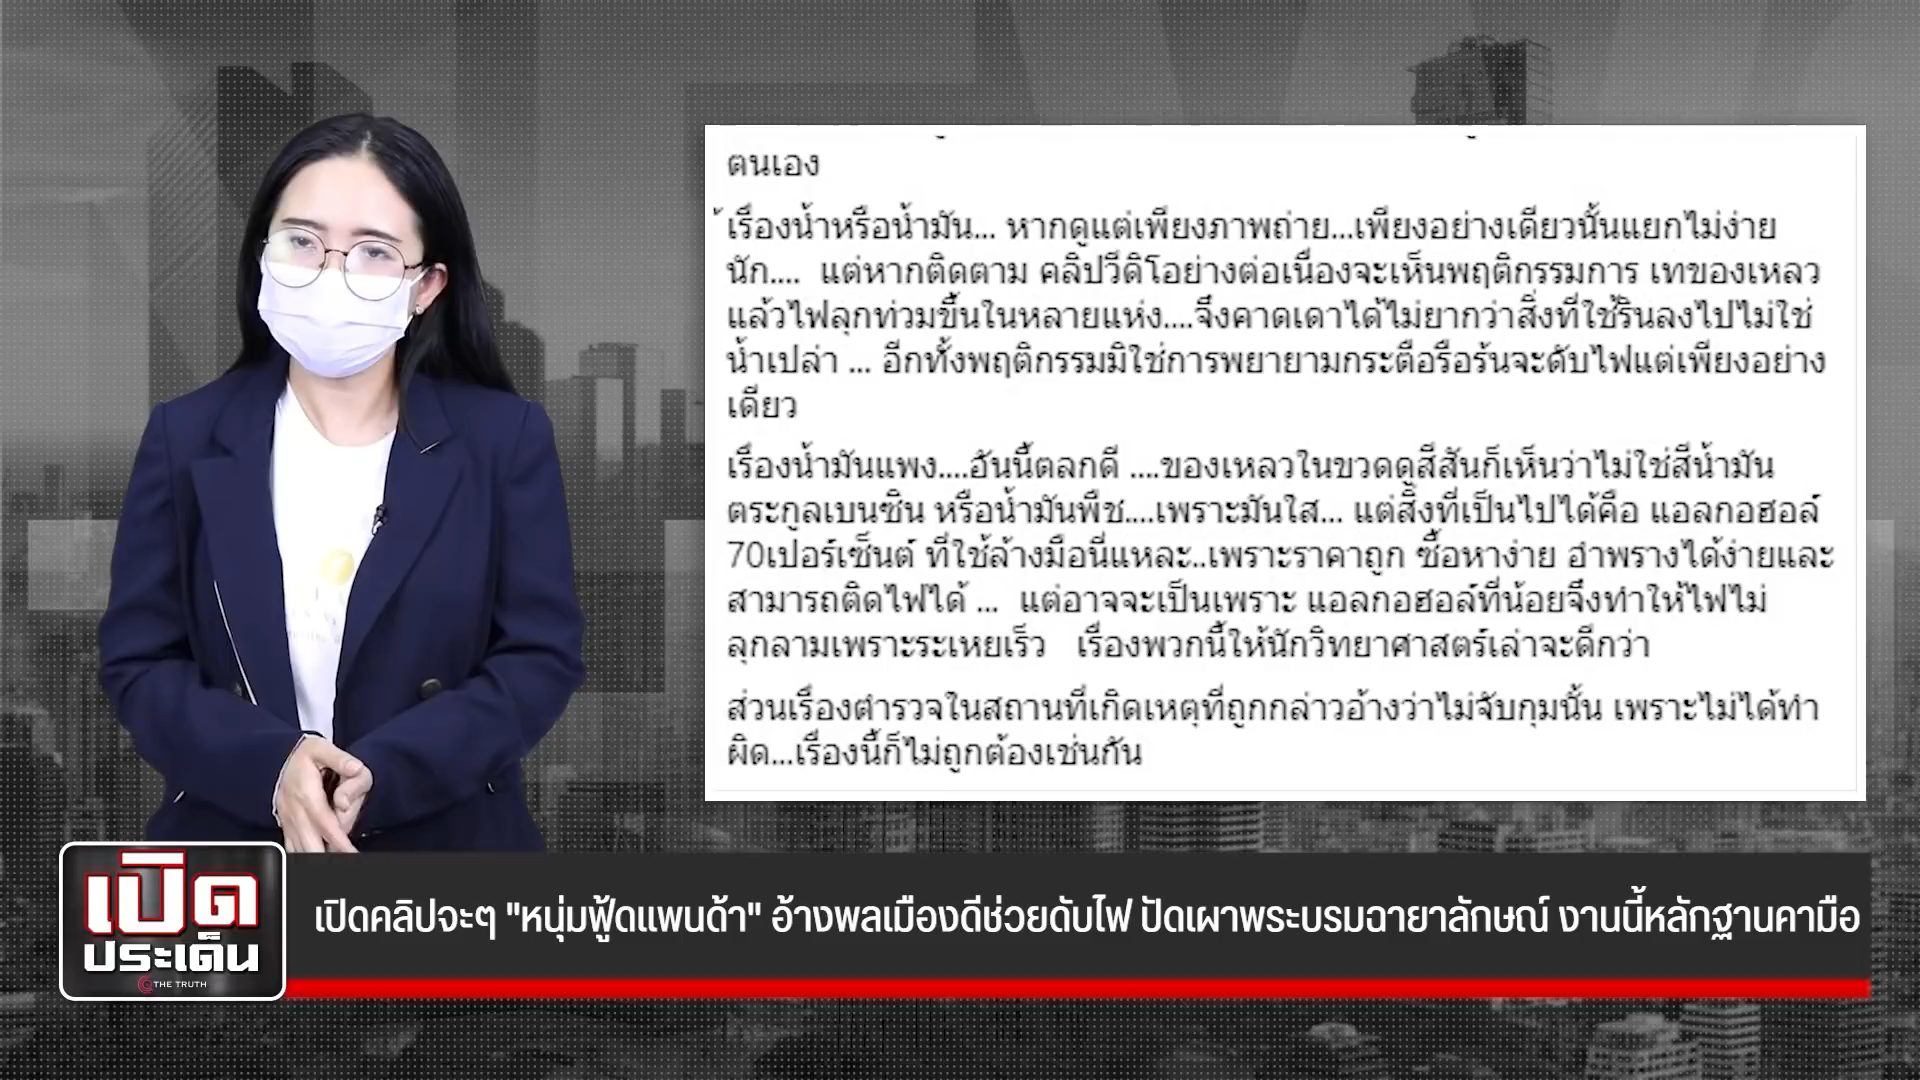 ตนเอง
้เรื่องน้ำหรือน้ำมัน... หากดูแต่เพียงภาพถ่าย...เพียงอย่างเดียวนั้นแยกไม่ง่าย
นัก.... แต่หากติดตาม คลิปวีดิโอย่างต่อเนื่องจะเห็นพฤติกรรมการ เทของเหลว
แล้วไฟลุกท่วมขึ้นในหลายแห่ง....จึงคาดเดาได้ไม่ยากว่าสิ่งที่ใช้รินลงไปไม่ใช่
น้ำเปล่า ... อีกทั้งพฤติกรรมมิใช่การพยายามกระตือรือร้นจะดับไฟแต่เพียงอย่าง
เดียว
เรื่องน้ำมันแพง....อันนี้ตลกดี ....ของเหลวในขวดดูสีสันก็เห็นว่าไม่ใช่สีน้ำมัน
ตระกูลเบนซิน หรือน้ำมันพืช....เพราะมันใส... แต่สิ่งที่เป็นไปได้คือ แอลกอฮอล์
70เปอร์เซ็นต์ ที่ใช้ล้างมือนี่แหละ..เพราะราคาถูก ซื้อหาง่าย อำพรางได้ง่ายและ
สามารถติดไฟได้ ... แต่อาจจะเป็นเพราะ แอลกอฮอล์ที่น้อยจึงทำให้ไฟไม่
ลุกลามเพราะระเหยเร็ว เรื่องพวกนี้ให้นักวิทยาศาสตร์เล่าจะดีกว่า
ส่วนเรื่องตำรวจในสถานที่เกิดเหตุที่ถูกกล่าวอ้างว่าไม่จับกุมนั้น เพราะไม่ได้ทำ
ผิด...เรื่องนี้ก็ไม่ถูกต้องเช่นกัน
เปิด
ประเด็น
THE TRUTH
เปิดคลิปจะๆ "หนุ่มฟู้ดแพนด้า" อ้างพลเมืองดีช่วยดับไฟ ปัดเผาพระบรมฉายาลักษณ์ งานนี้หลักฐานคามือ